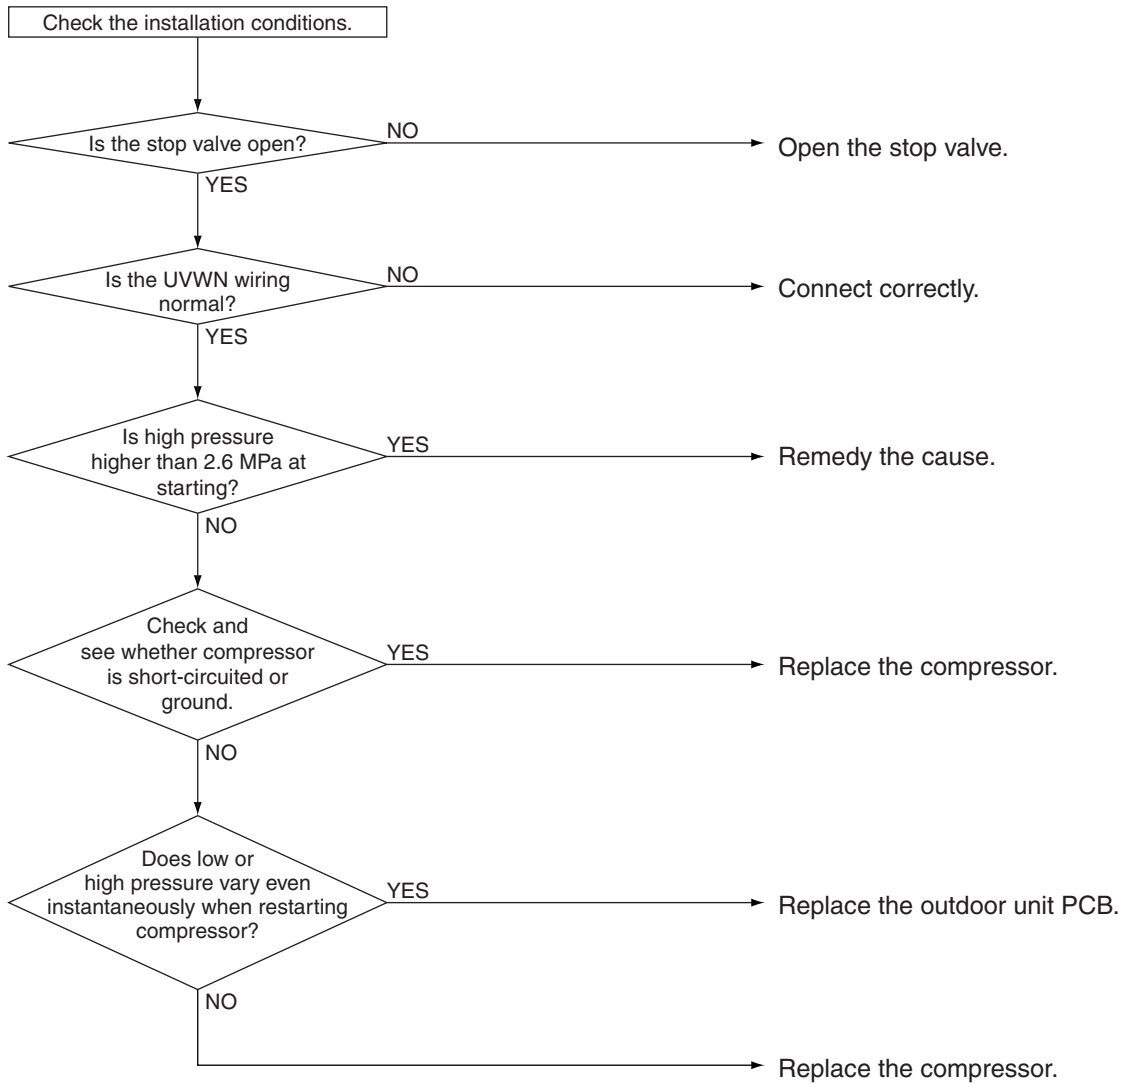 Check the installation conditions.
Is the stop valve open?
NO
Open the stop valve.
YES
Is the UVWN wiring
normal?
NO
Connect correctly.
YES
Is high pressure
higher than 2.6 MPa at
starting?
YES
Remedy the cause.
NO
Check and
see whether compressor
is short-circuited or
ground.
YES
Replace the compressor.
NO
Does low or
high pressure vary even
instantaneously when restarting
compressor?
YES
Replace the outdoor unit PCB.
NO
Replace the compressor.